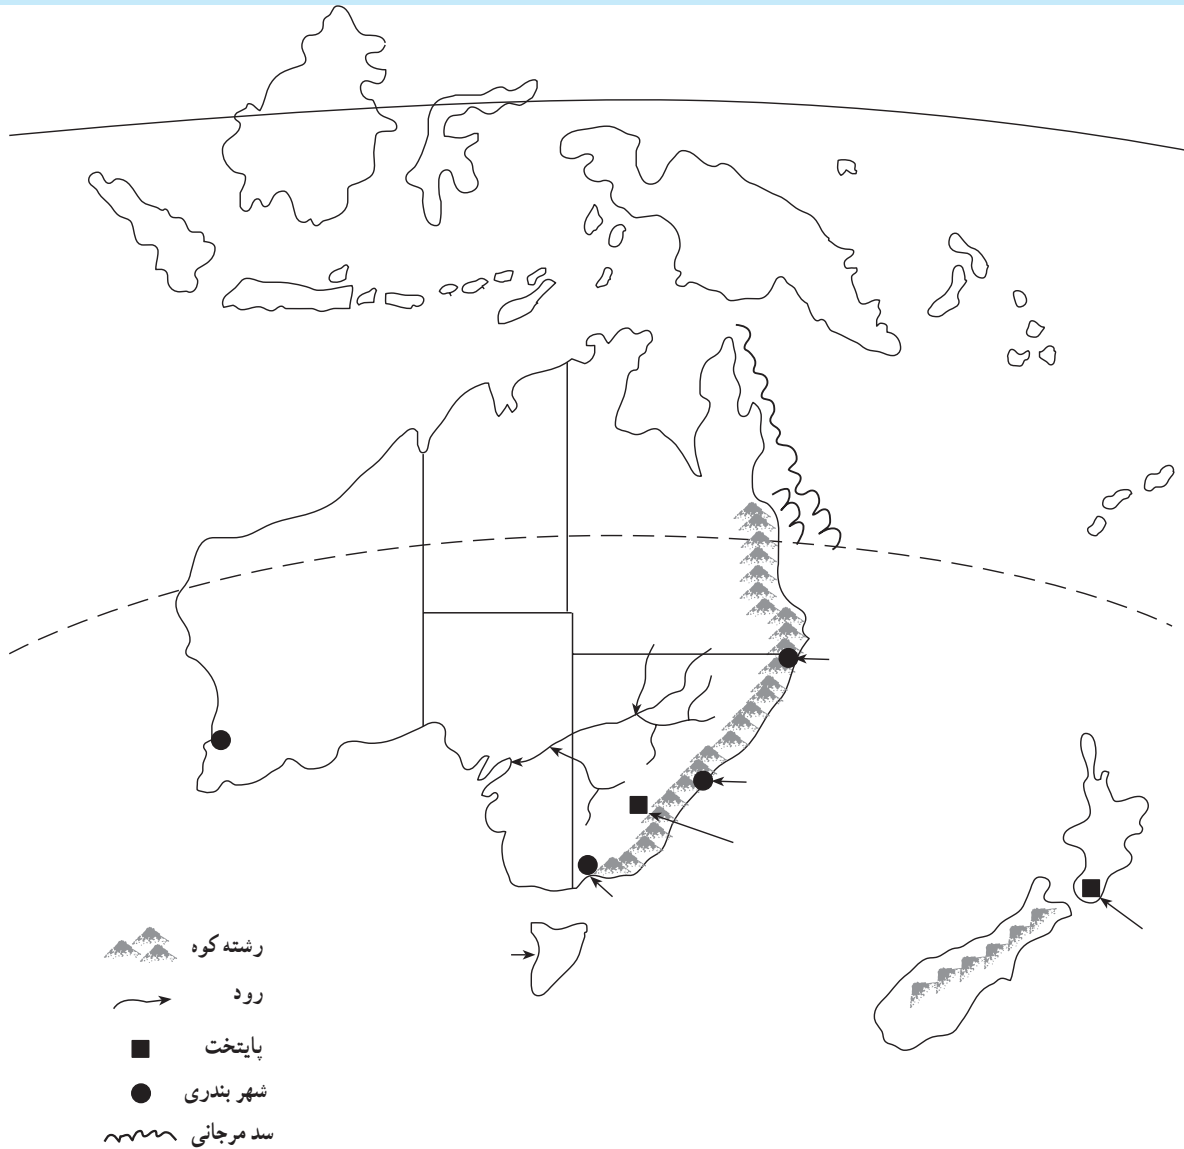 رشته کوه
رود
پایتخت
شهر بندری
سد مرجانی